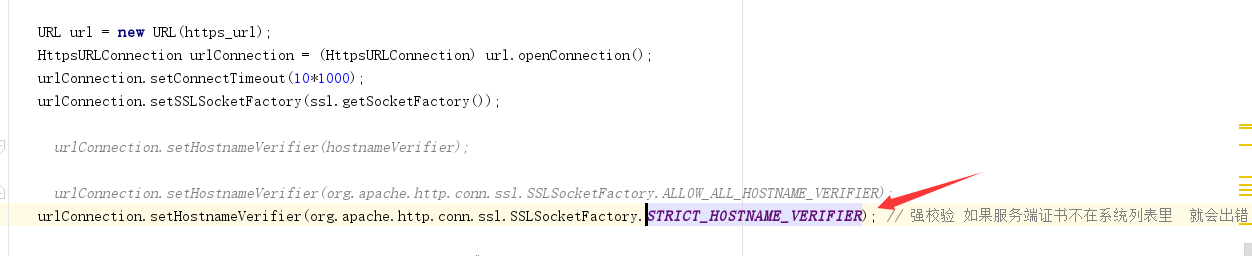 URL url = new URL(https_url);
HttpsURLConnection urlConnection = (HttpsURLConnection) url.openConnection();
urlConnection.setConnectTimeout(10*1000);
urlConnection.setSSLSocketFactory(ssl.getSocketFactory());
urlConnection.setHostnameVerifier(hostnameVerifier);
urlConnection.setHostnameVerifier(org.apache.http.conn.ssl.SSLSocketFactory.ALLOW_ALL_HOSTNAME_VERIFIER);
urlConnection.setHostnameVerifier(org.apache.http.conn.ssl.SSLSocketFactory.STRICT_HOSTNAME_VERIFIER); // 强校验 如果服务端证书不在系统列表里 就会出错